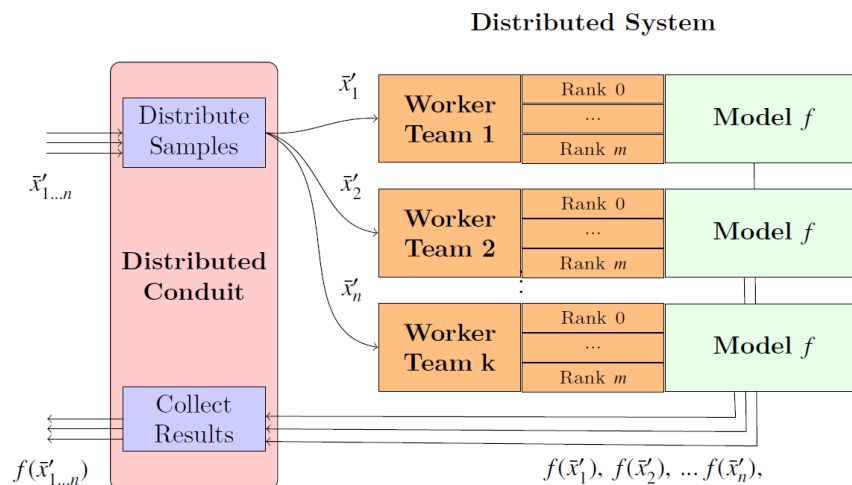 Distributed System
Distribute
Samples
x̄′₁...ₙ
Distributed
Conduit
Collect
Results
f(x̄′₁...ₙ)
x̄′₁
x̄′₂
x̄′ₙ
Worker
Team 1
Rank 0
...
Rank m
Model f
Worker
Team 2
Rank 0
...
Rank m
Model f
⋮
Worker
Team k
Rank 0
...
Rank m
Model f
f(x̄′₁), f(x̄′₂), ... f(x̄′ₙ),